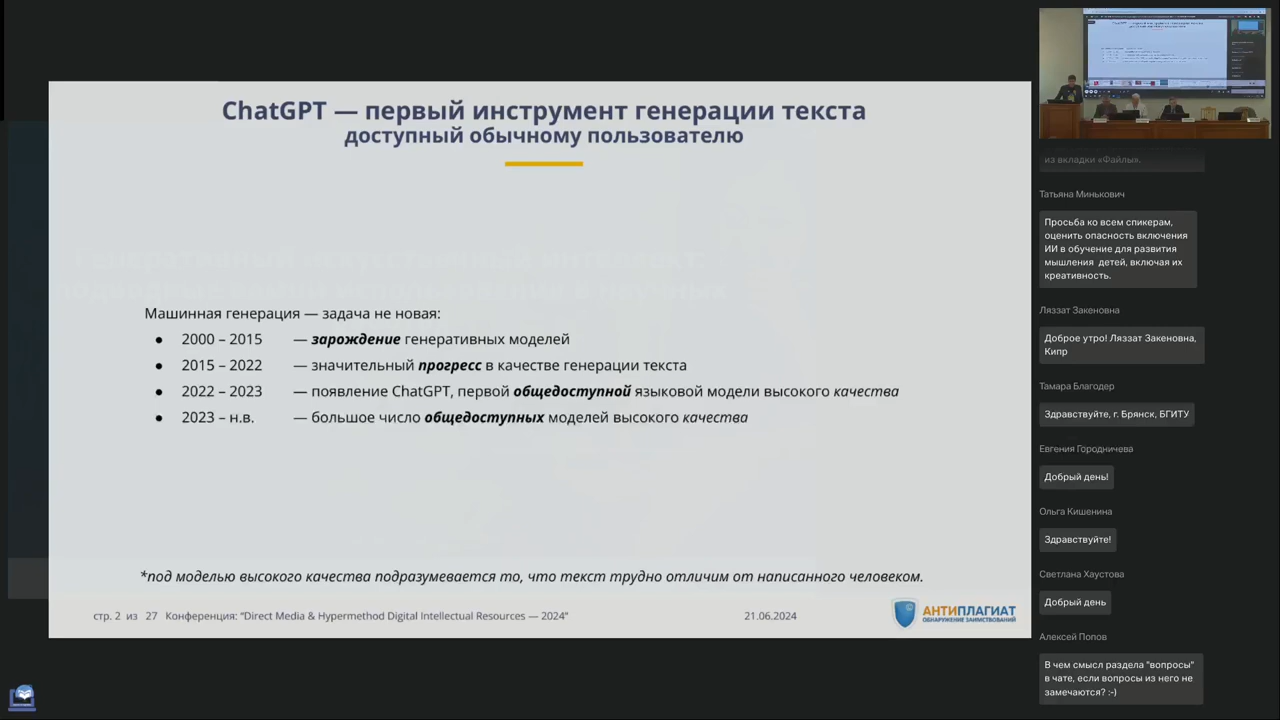 ChatGPT — первый инструмент генерации текста
доступный обычному пользователю
Машинная генерация — задача не новая:
● 2000 – 2015 — зарождение генеративных моделей
● 2015 – 2022 — значительный прогресс в качестве генерации текста
● 2022 – 2023 — появление ChatGPT, первой общедоступной языковой модели высокого качества
● 2023 – н.в. — большое число общедоступных моделей высокого качества
*под моделью высокого качества подразумевается то, что текст трудно отличим от написанного человеком.
стр. 2 из 27 Конференция: "Direct Media & Hypermethod Digital Intellectual Resources — 2024" 21.06.2024
АНТИПЛАГИАТ
ОБНАРУЖЕНИЕ ЗАИМСТВОВАНИЙ
из вкладки «Файлы».
Татьяна Минькович
Просьба ко всем спикерам,
оценить опасность включения
ИИ в обучение для развития
мышления детей, включая их
креативность.
Ляззат Закеновна
Доброе утро! Ляззат Закеновна,
Кипр
Тамара Благодер
Здравствуйте, г. Брянск, БГИТУ
Евгения Городничева
Добрый день!
Ольга Кишенина
Здравствуйте!
Светлана Хаустова
Добрый день
Алексей Попов
В чем смысл раздела "вопросы"
в чате, если вопросы из него не
замечаются? :-)